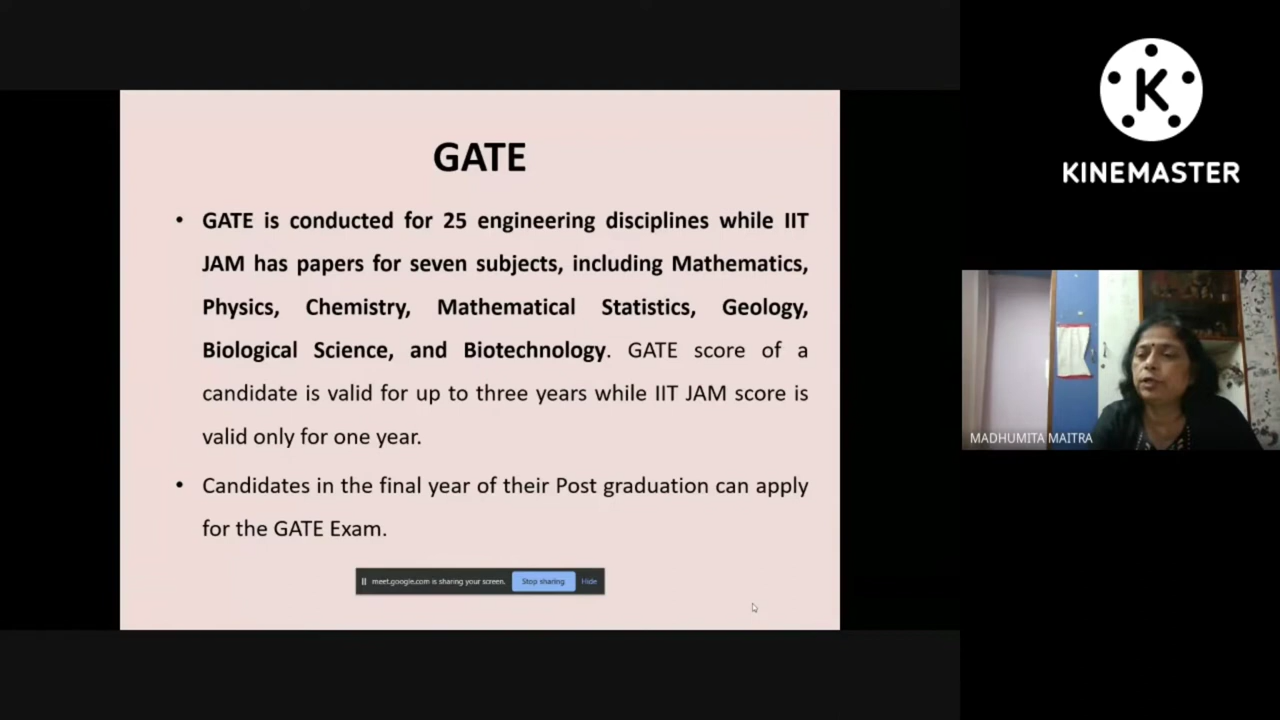 GATE
• GATE is conducted for 25 engineering disciplines while IIT
JAM has papers for seven subjects, including Mathematics,
Physics, Chemistry, Mathematical Statistics, Geology,
Biological Science, and Biotechnology. GATE score of a
candidate is valid for up to three years while IIT JAM score is
valid only for one year.
• Candidates in the final year of their Post graduation can apply
for the GATE Exam.
meet.google.com is sharing your screen. Stop sharing Hide
K
KINEMASTER
MADHUMITA MAITRA